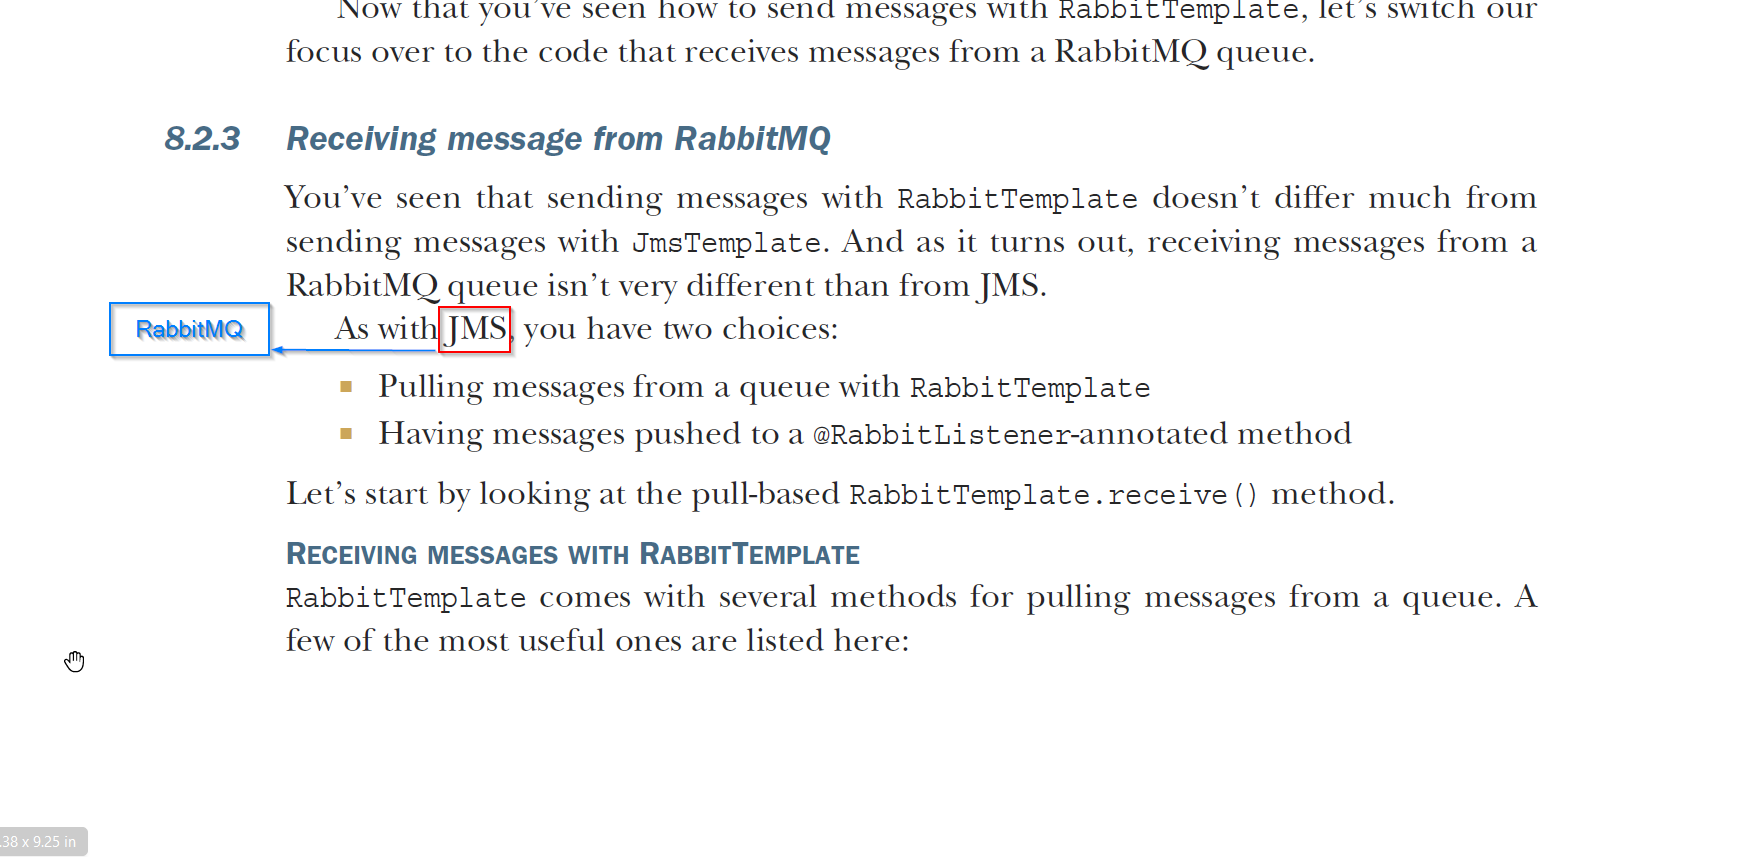 Now that you’ve seen how to send messages with RabbitTemplate, let’s switch our
focus over to the code that receives messages from a RabbitMQ queue.
8.2.3 Receiving message from RabbitMQ
You’ve seen that sending messages with RabbitTemplate doesn’t differ much from
sending messages with JmsTemplate. And as it turns out, receiving messages from a
RabbitMQ queue isn’t very different than from JMS.
RabbitMQ
As with JMS, you have two choices:
■ Pulling messages from a queue with RabbitTemplate
■ Having messages pushed to a @RabbitListener-annotated method
Let’s start by looking at the pull-based RabbitTemplate.receive() method.
RECEIVING MESSAGES WITH RABBITTEMPLATE
RabbitTemplate comes with several methods for pulling messages from a queue. A
few of the most useful ones are listed here:
.38 x 9.25 in